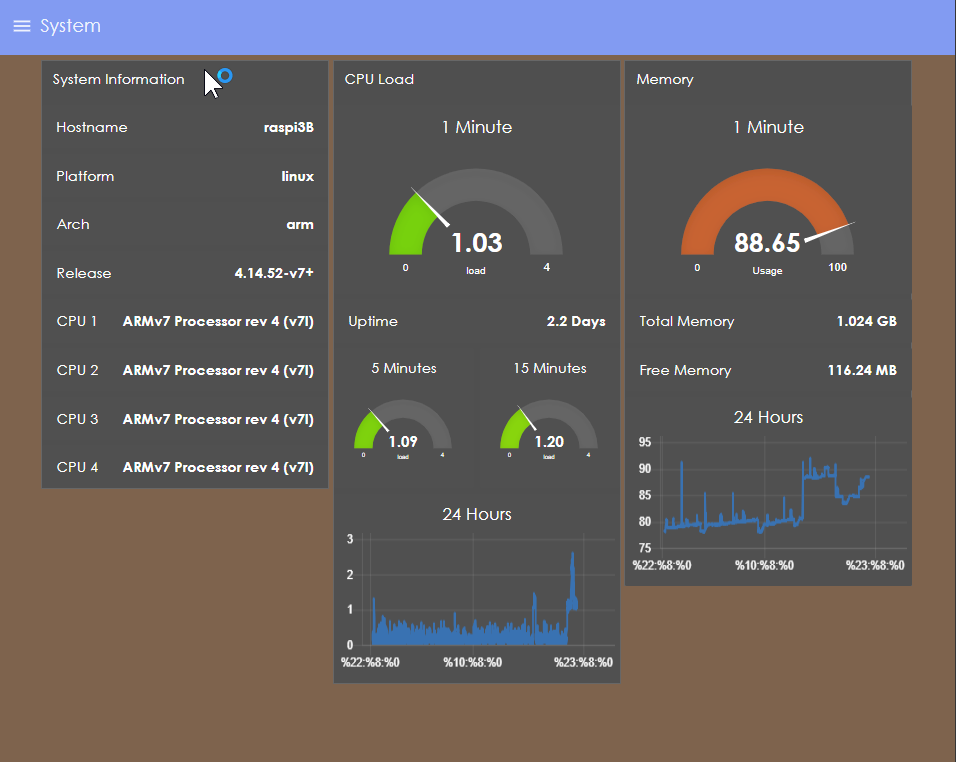 System
System Information
Hostname raspi3B
Platform linux
Arch arm
Release 4.14.52-v7+
CPU 1 ARMv7 Processor rev 4 (v7l)
CPU 2 ARMv7 Processor rev 4 (v7l)
CPU 3 ARMv7 Processor rev 4 (v7l)
CPU 4 ARMv7 Processor rev 4 (v7l)
CPU Load
1 Minute
1.03
0 load 4
Uptime 2.2 Days
5 Minutes
1.09
0 load 4
15 Minutes
1.20
0 load 4
24 Hours
3
2
1
0
%22:%8:%0 %10:%8:%0 %23:%8:%0
Memory
1 Minute
88.65
0 Usage 100
Total Memory 1.024 GB
Free Memory 116.24 MB
24 Hours
95
90
85
80
75
%22:%8:%0 %10:%8:%0 %23:%8:%0